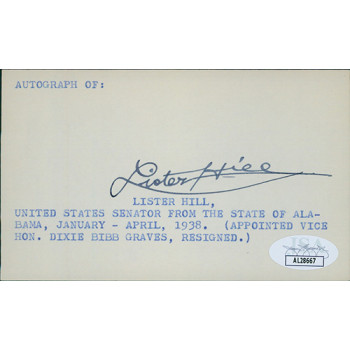 AUTOGRAPH OF:
Lister Hill
LISTER HILL,
UNITED STATES SENATOR FROM THE STATE OF ALA-
BAMA, JANUARY - APRIL, 1938. (APPOINTED VICE
HON. DIXIE BIBB GRAVES, RESIGNED.)
JSA
AL28667